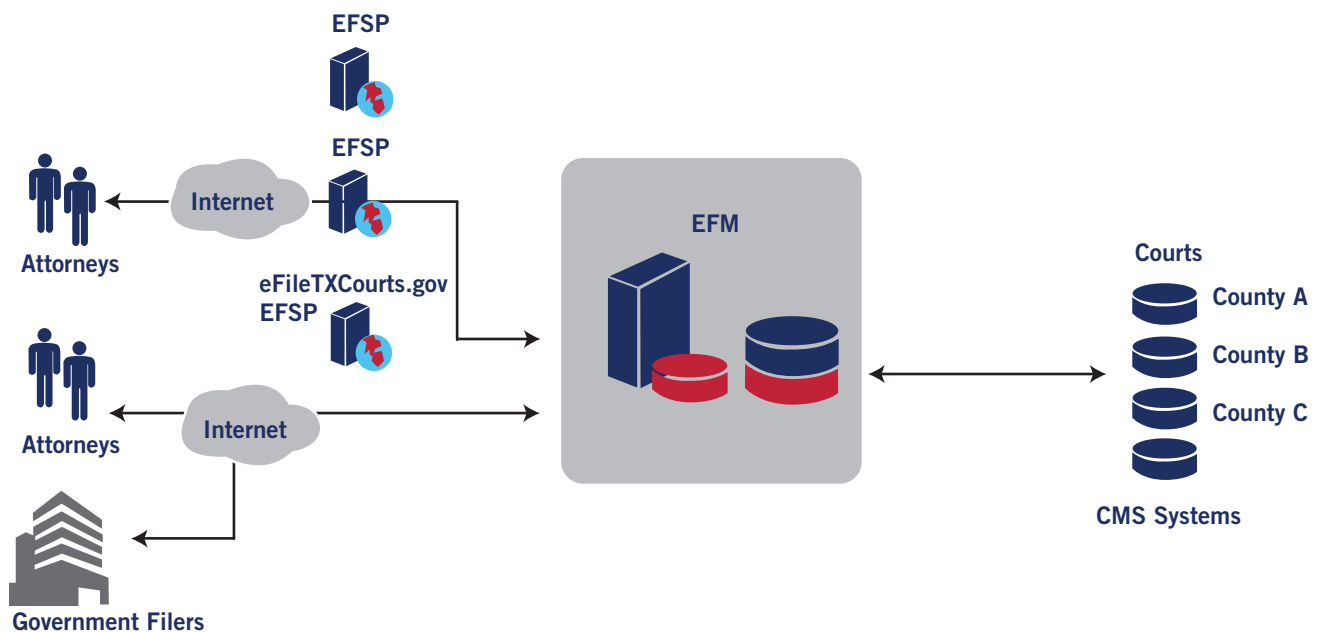 EFSP
EFSP
Internet
Attorneys
eFileTXCourts.gov
EFSP
Internet
Attorneys
Government Filers
EFM
Courts
County A
County B
County C
CMS Systems